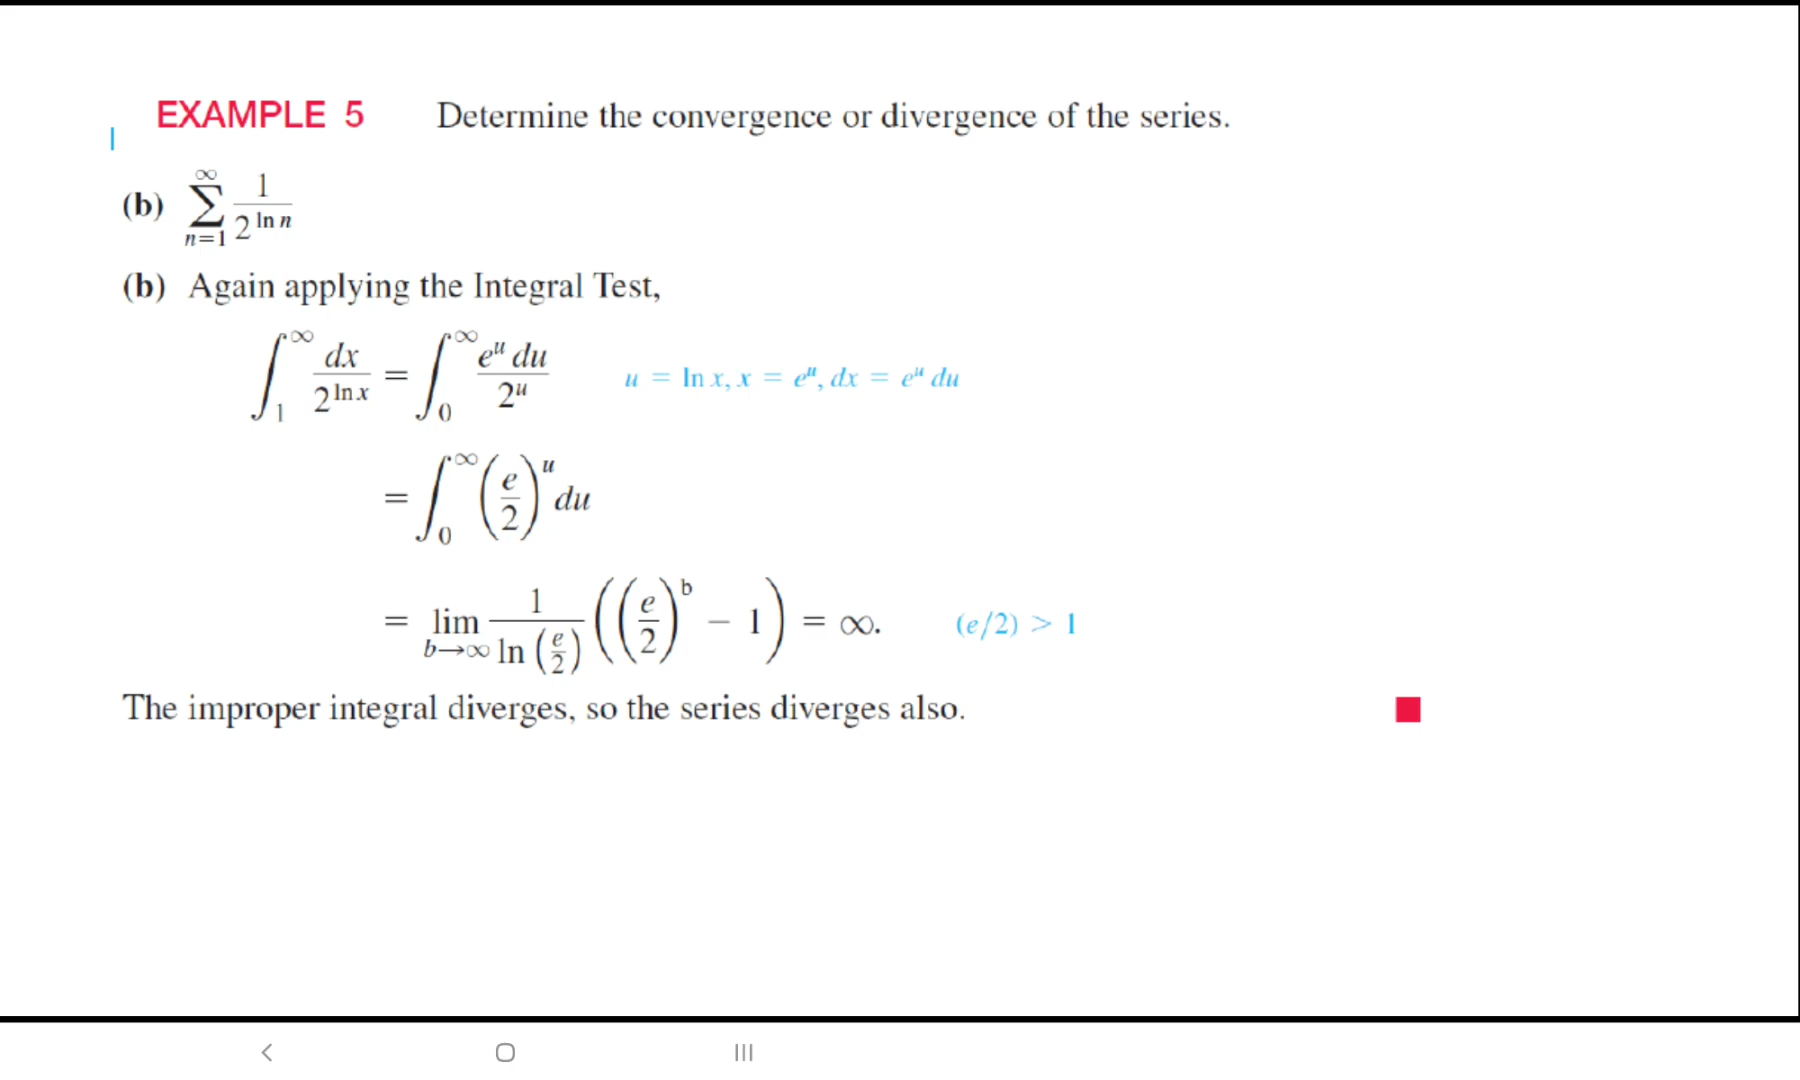 EXAMPLE 5 Determine the convergence or divergence of the series.
(b) ∑_{n=1}^{∞} 1/2^{ln n}
(b) Again applying the Integral Test,
∫_1^∞ dx/2^{ln x} = ∫_0^∞ e^u du/2^u u = ln x, x = e^u, dx = e^u du
= ∫_0^∞ (e/2)^u du
= lim_{b→∞} 1/ln(e/2) ((e/2)^b − 1) = ∞. (e/2) > 1
The improper integral diverges, so the series diverges also.